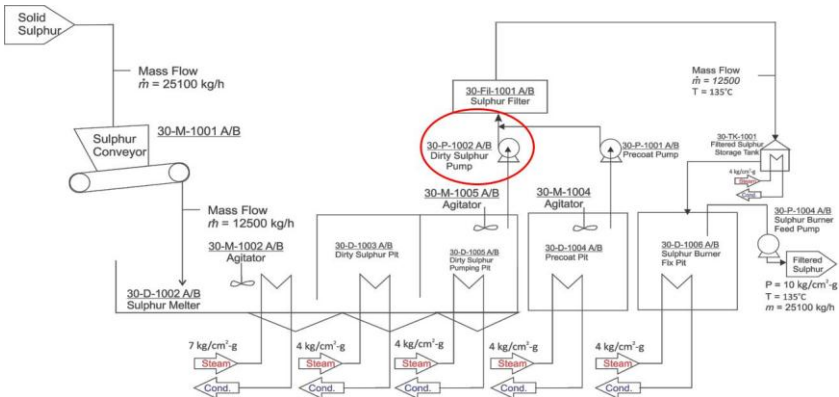 Solid
Sulphur
Mass Flow
ṁ = 25100 kg/h
30-M-1001 A/B
Sulphur
Conveyor
Mass Flow
ṁ = 12500 kg/h
30-M-1002 A/B
Agitator
30-D-1002 A/B
Sulphur Melter
30-Fil-1001 A/B
Sulphur Filter
30-P-1002 A/B
Dirty Sulphur
Pump
30-P-1001 A/B
Precoat Pump
30-M-1005 A/B
Agitator
30-M-1004
Agitator
30-D-1003 A/B
Dirty Sulphur Pit
30-D-1005 A/B
Dirty Sulphur
Pumping Pit
30-D-1004 A/B
Precoat Pit
Mass Flow
ṁ = 12500
T = 135°C
30-TK-1001
Filtered Sulphur
Storage Tank
4 kg/cm²-g
Steam
Cond.
30-P-1004 A/B
Sulphur Burner
Feed Pump
30-D-1006 A/B
Sulphur Burner
Fix Pit
Filtered
Sulphur
P = 10 kg/cm²-g
T = 135°C
m = 25100 kg/h
7 kg/cm²-g
Steam
Cond.
4 kg/cm²-g
Steam
Cond.
4 kg/cm²-g
Steam
Cond.
4 kg/cm²-g
Steam
Cond.
4 kg/cm²-g
Steam
Cond.